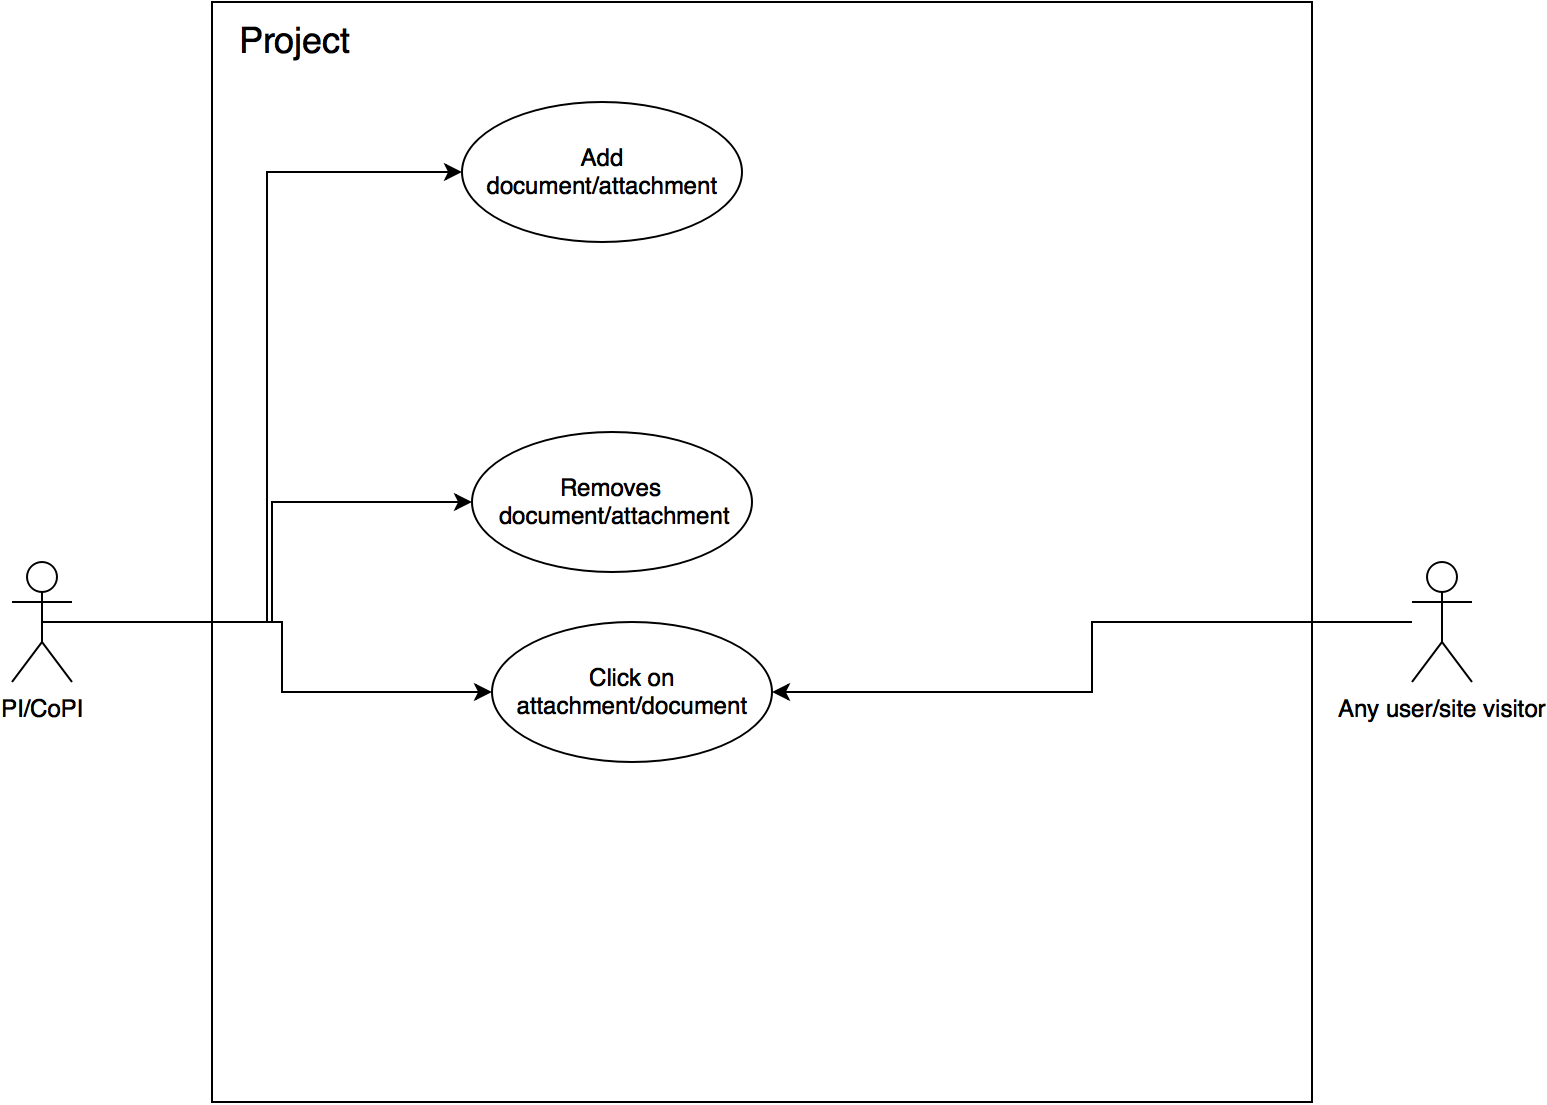 Project
Add
document/attachment
Removes
document/attachment
Click on
attachment/document
PI/CoPI
Any user/site visitor